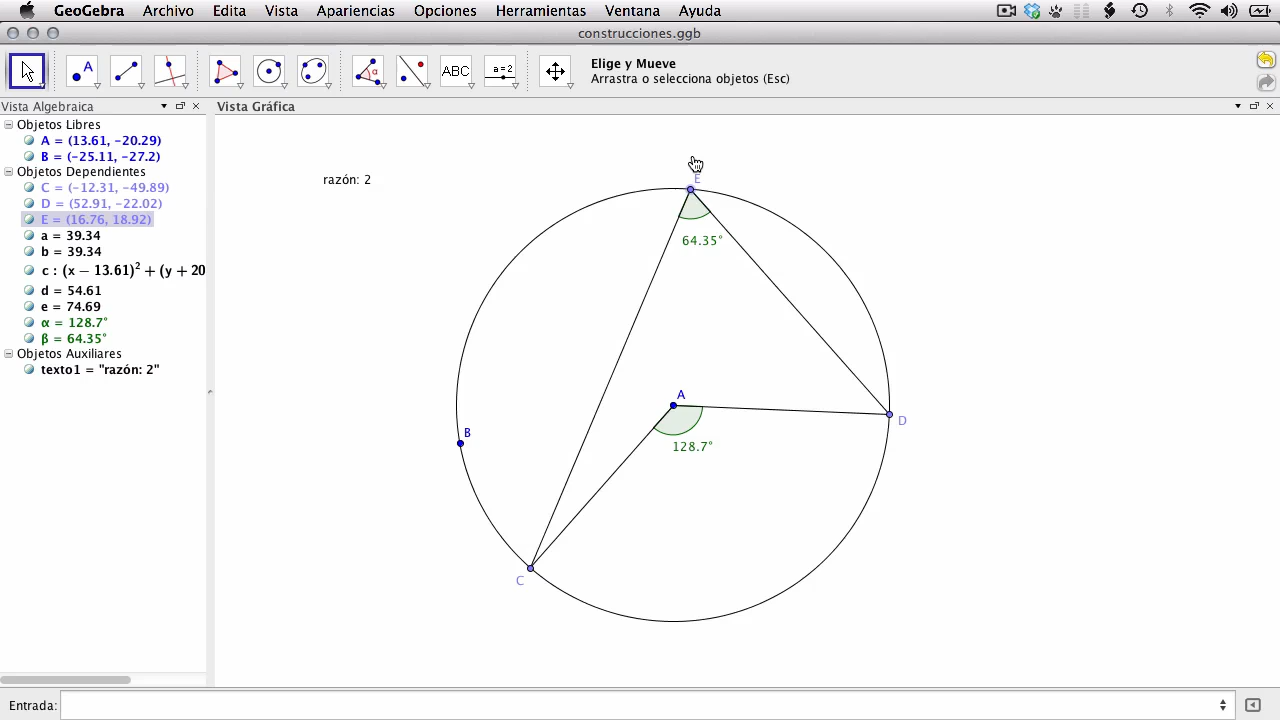 GeoGebra Archivo Edita Vista Apariencias Opciones Herramientas Ventana Ayuda
construcciones.ggb
A
α
ABC
a=2
Elige y Mueve
Arrastra o selecciona objetos (Esc)
Vista Algebraica
Vista Gráfica
Objetos Libres
A = (13.61, -20.29)
B = (-25.11, -27.2)
Objetos Dependientes
C = (-12.31, -49.89)
D = (52.91, -22.02)
E = (16.76, 18.92)
a = 39.34
b = 39.34
c : (x − 13.61)² + (y + 20
d = 54.61
e = 74.69
α = 128.7°
β = 64.35°
Objetos Auxiliares
texto1 = "razón: 2"
razón: 2
E
64.35°
A
128.7°
B
D
C
Entrada: